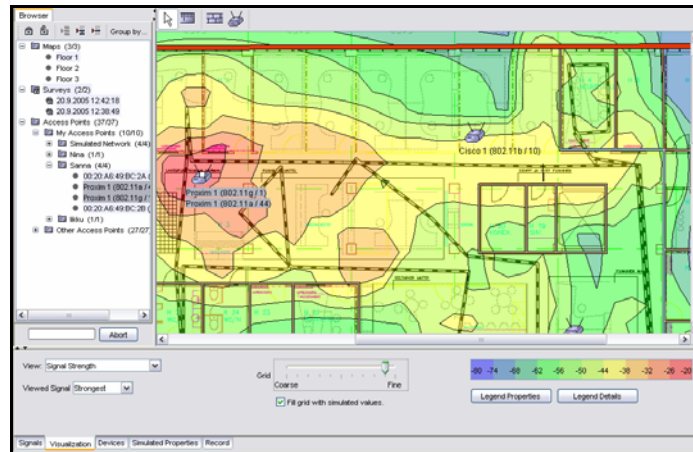 Browser
Group by...
Maps (3/3)
Floor 1
Floor 2
Floor 3
Surveys (2/2)
20.9.2005 12:42:18
20.9.2005 12:38:49
Access Points (37/37)
My Access Points (10/10)
Simulated Network (4/4)
Nina (1/1)
Sanna (4/4)
00:20:A6:49:BC:2A (
Proxim 1 (802.11a /
Proxim 1 (802.11g /
00:20:A6:49:BC:2B (
Ilkku (1/1)
Other Access Points (27/27
Cisco 1 (802.11b / 10)
Proxim 1 (802.11g / 1)
Proxim 1 (802.11a / 44)
Abort
View: Signal Strength
Viewed Signal Strongest
Grid
Coarse Fine
Fill grid with simulated values.
-80 -74 -68 -62 -56 -50 -44 -38 -32 -26 -20
Legend Properties Legend Details
Signals Visualization Devices Simulated Properties Record